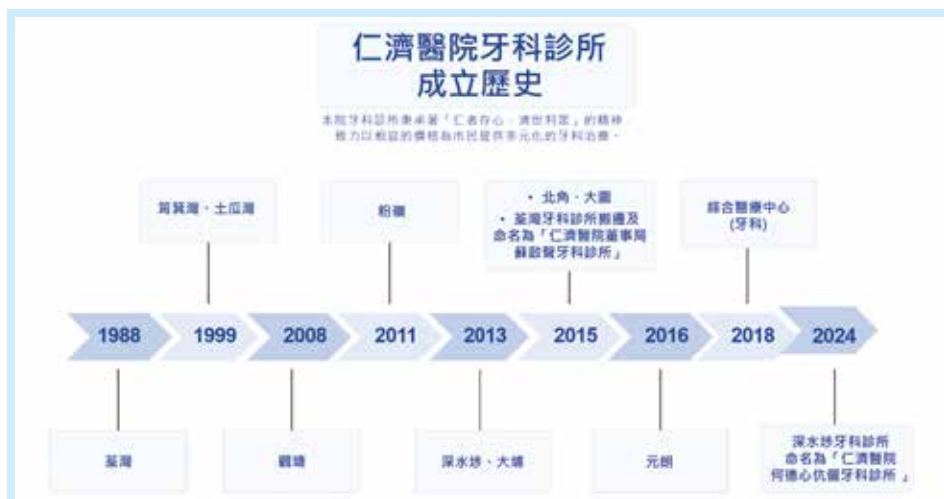 仁濟醫院牙科診所
成立歷史
本院牙科診所秉承著「仁者存心、濟世利眾」的精神,
致力以相宜的價格為市民提供多元化的牙科治療。
筲箕灣、土瓜灣
粉嶺
• 北角、大圍
• 荃灣牙科診所搬遷及
命名為「仁濟醫院董事局
蘇啟聲牙科診所」
綜合醫療中心
(牙科)
1988
1999
2008
2011
2013
2015
2016
2018
2024
荃灣
觀塘
深水埗、大埔
元朗
深水埗牙科診所
命名為「仁濟醫院
何德心伉儷牙科診所」